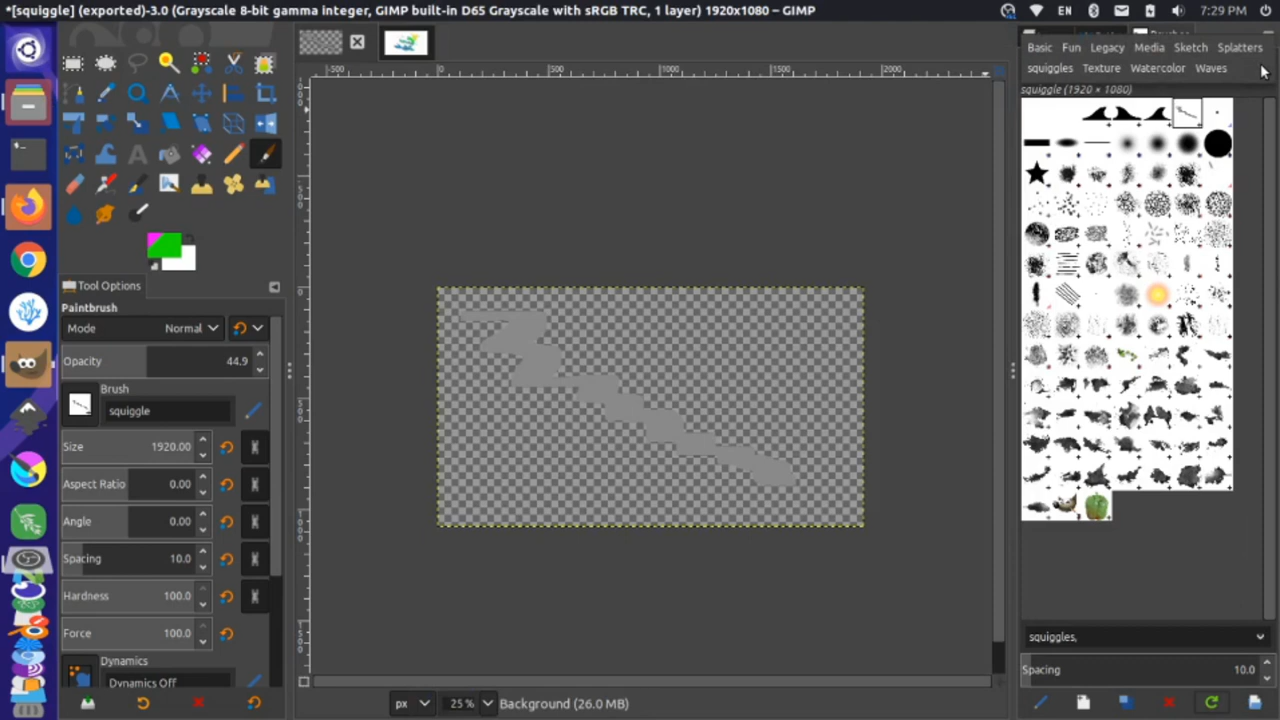 *[squiggle] (exported)-3.0 (Grayscale 8-bit gamma integer, GIMP built-in D65 Grayscale with sRGB TRC, 1 layer) 1920x1080 – GIMP
EN
7:29 PM
Basic Fun Legacy Media Sketch Splatters
squiggles Texture Watercolor Waves
squiggle (1920 × 1080)
-500 0 500 1000 1500 2000
Tool Options
Paintbrush
Mode Normal
Opacity 44.9
Brush
squiggle
Size 1920.00
Aspect Ratio 0.00
Angle 0.00
Spacing 10.0
Hardness 100.0
Force 100.0
Dynamics
Dynamics Off
squiggles,
Spacing 10.0
px 25 % Background (26.0 MB)